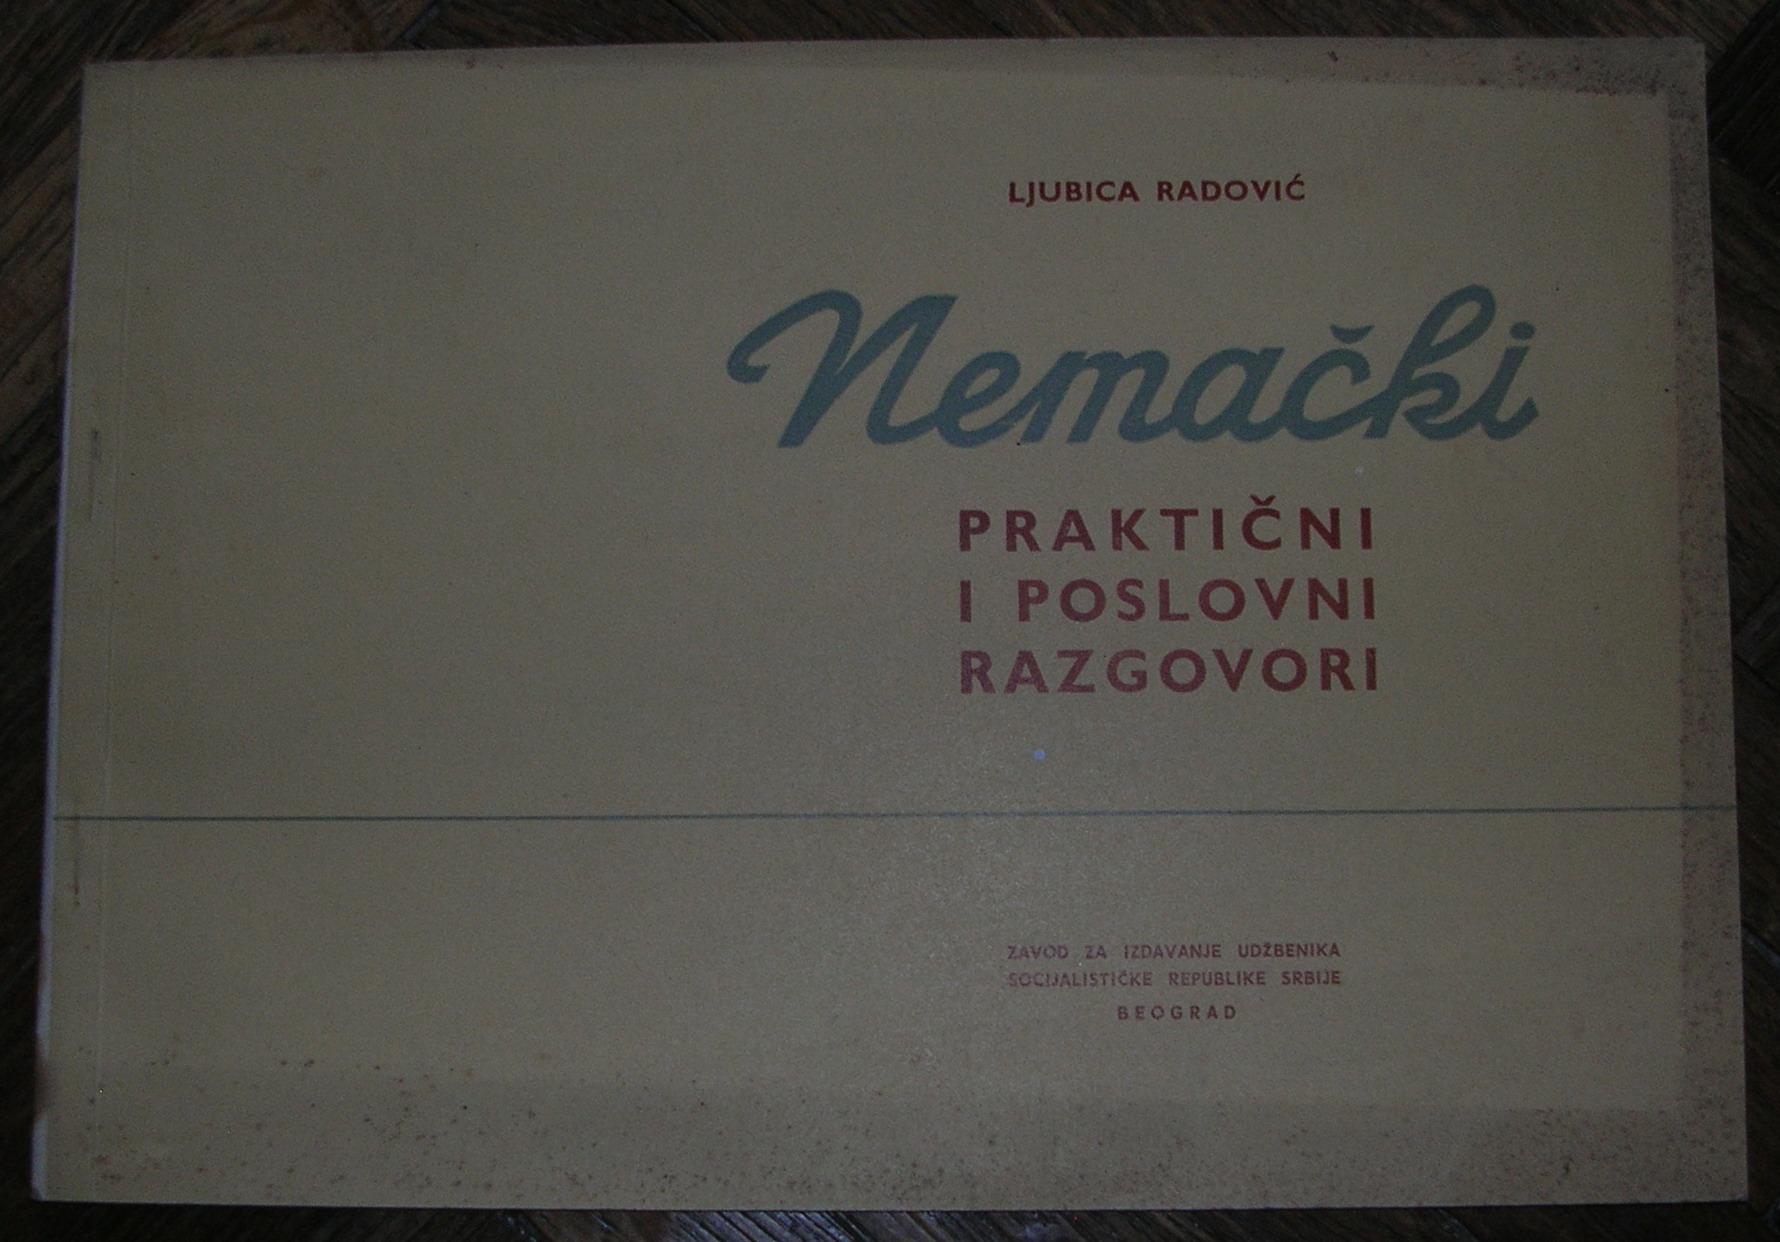 LJUBICA RADOVIĆ
Nemački
PRAKTIČNI
I POSLOVNI
RAZGOVORI
ZAVOD ZA IZDAVANJE UDŽBENIKA
SOCIJALISTIČKE REPUBLIKE SRBIJE
BEOGRAD